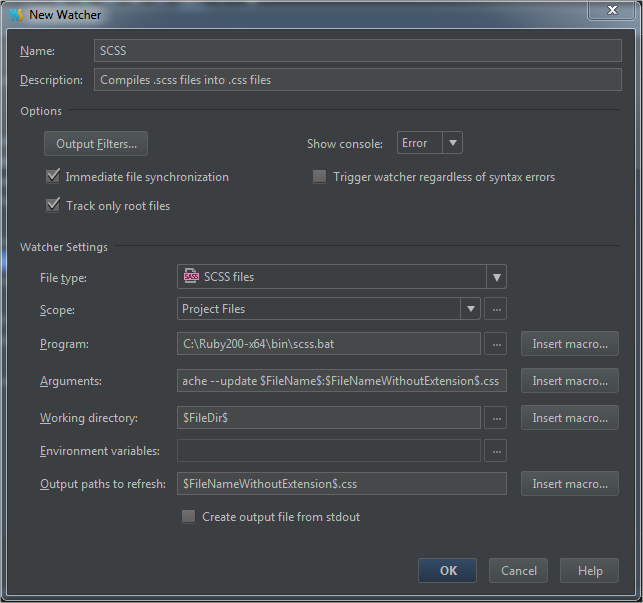 New Watcher
Name: SCSS
Description: Compiles .scss files into .css files
Options
Output Filters... Show console: Error
Immediate file synchronization Trigger watcher regardless of syntax errors
Track only root files
Watcher Settings
File type: SASS SCSS files
Scope: Project Files ...
Program: C:\Ruby200-x64\bin\scss.bat ... Insert macro...
Arguments: ache --update $FileName$:$FileNameWithoutExtension$.css Insert macro...
Working directory: $FileDir$ ... Insert macro...
Environment variables: ...
Output paths to refresh: $FileNameWithoutExtension$.css Insert macro...
Create output file from stdout
OK Cancel Help